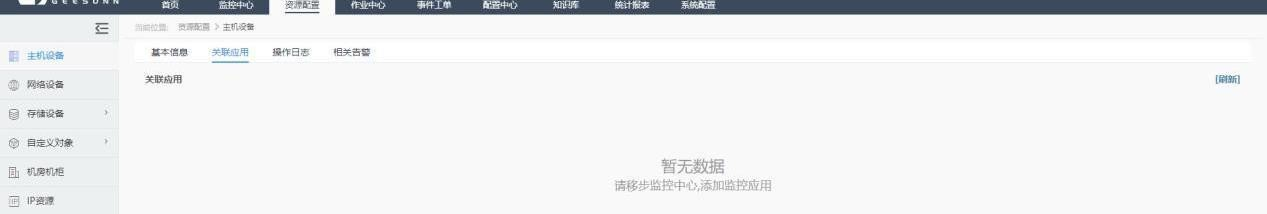 GEESUNN
首页 监控中心 资源配置 作业中心 事件工单 配置中心 知识库 统计报表 系统配置
当前位置: 资源配置 > 主机设备
主机设备
网络设备
存储设备 >
自定义对象 >
机房机柜
IP资源
基本信息 关联应用 操作日志 相关告警
关联应用 [刷新]
暂无数据
请移步监控中心,添加监控应用